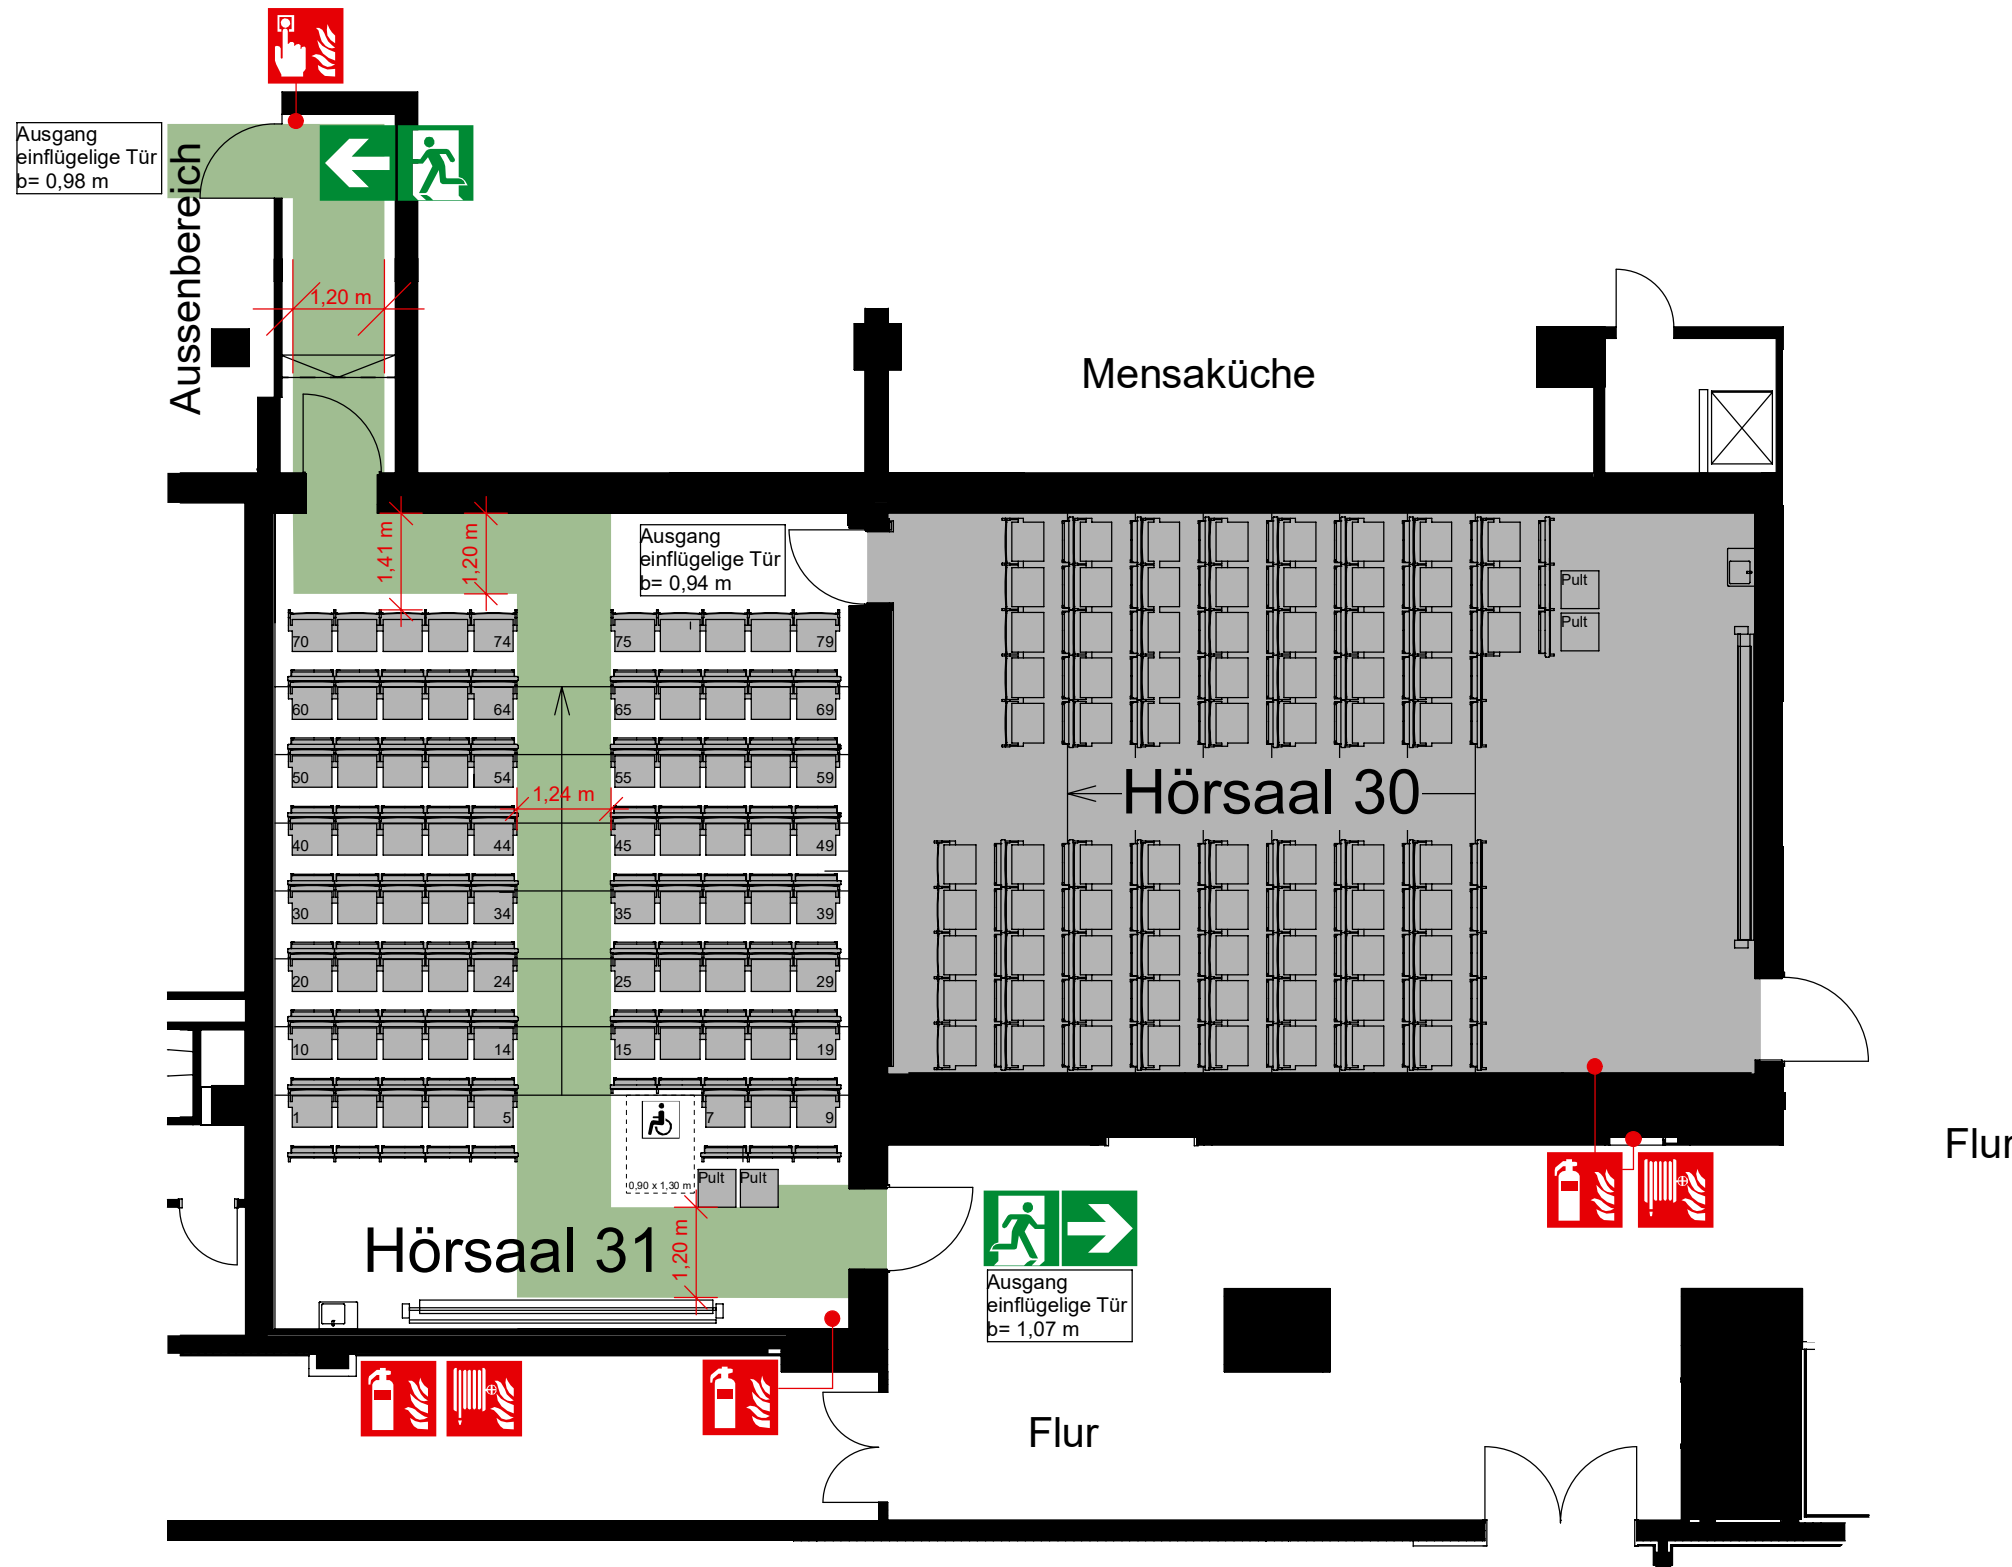 Ausgang
einflügelige Tür
b= 0,98 m
Aussenbereich
1,20 m
Mensaküche
1,41 m
1,20 m
Ausgang
einflügelige Tür
b= 0,94 m
Pult
Pult
70 74 75 79
60 64 65 69
50 54 55 59
1,24 m
Hörsaal 30
40 44 45 49
30 34 35 39
20 24 25 29
10 14 15 19
1 5 7 9
Flur
0,90 x 1,30 m
Pult Pult
1,20 m
Hörsaal 31
Ausgang
einflügelige Tür
b= 1,07 m
Flur